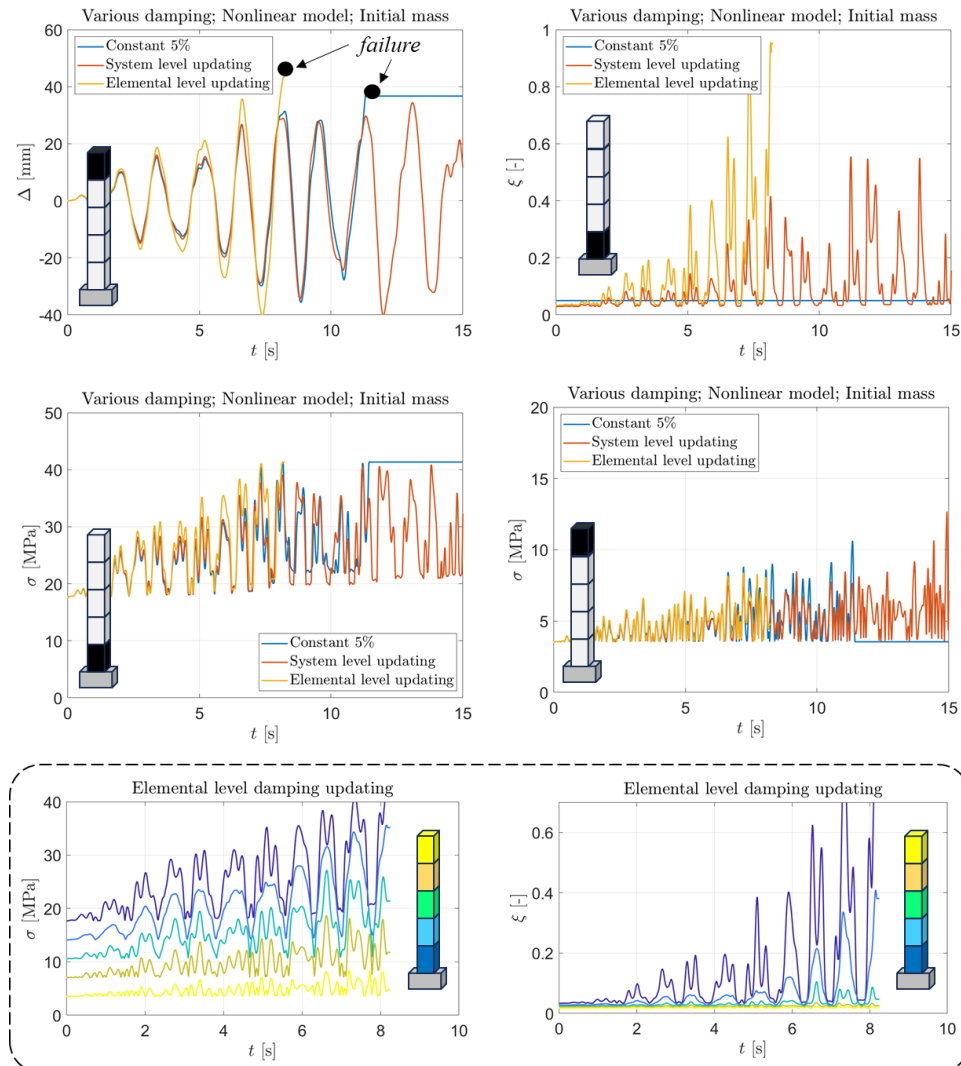 Various damping; Nonlinear model; Initial mass
60
40
20
0
-20
-40
Δ [mm]
Constant 5%
System level updating
Elemental level updating
failure
0 5 10 15
t [s]
Various damping; Nonlinear model; Initial mass
1
0.8
0.6
0.4
0.2
0
ξ [-]
Constant 5%
System level updating
Elemental level updating
0 5 10 15
t [s]
Various damping; Nonlinear model; Initial mass
50
40
30
20
10
0
σ [MPa]
Constant 5%
System level updating
Elemental level updating
0 5 10 15
t [s]
Various damping; Nonlinear model; Initial mass
20
15
10
5
0
σ [MPa]
Constant 5%
System level updating
Elemental level updating
0 5 10 15
t [s]
Elemental level damping updating
40
30
20
10
0
σ [MPa]
0 2 4 6 8 10
t [s]
Elemental level damping updating
0.6
0.4
0.2
0
ξ [-]
0 2 4 6 8 10
t [s]